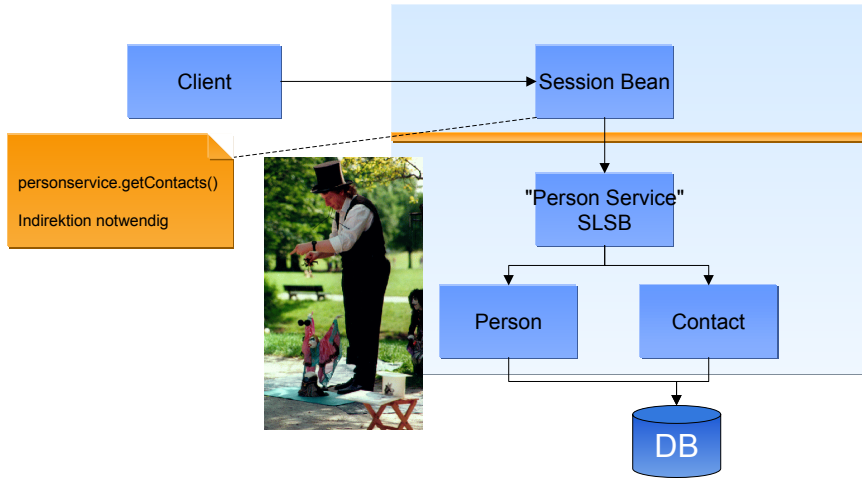 Client
Session Bean
personservice.getContacts()
Indirektion notwendig
"Person Service"
SLSB
Person
Contact
DB